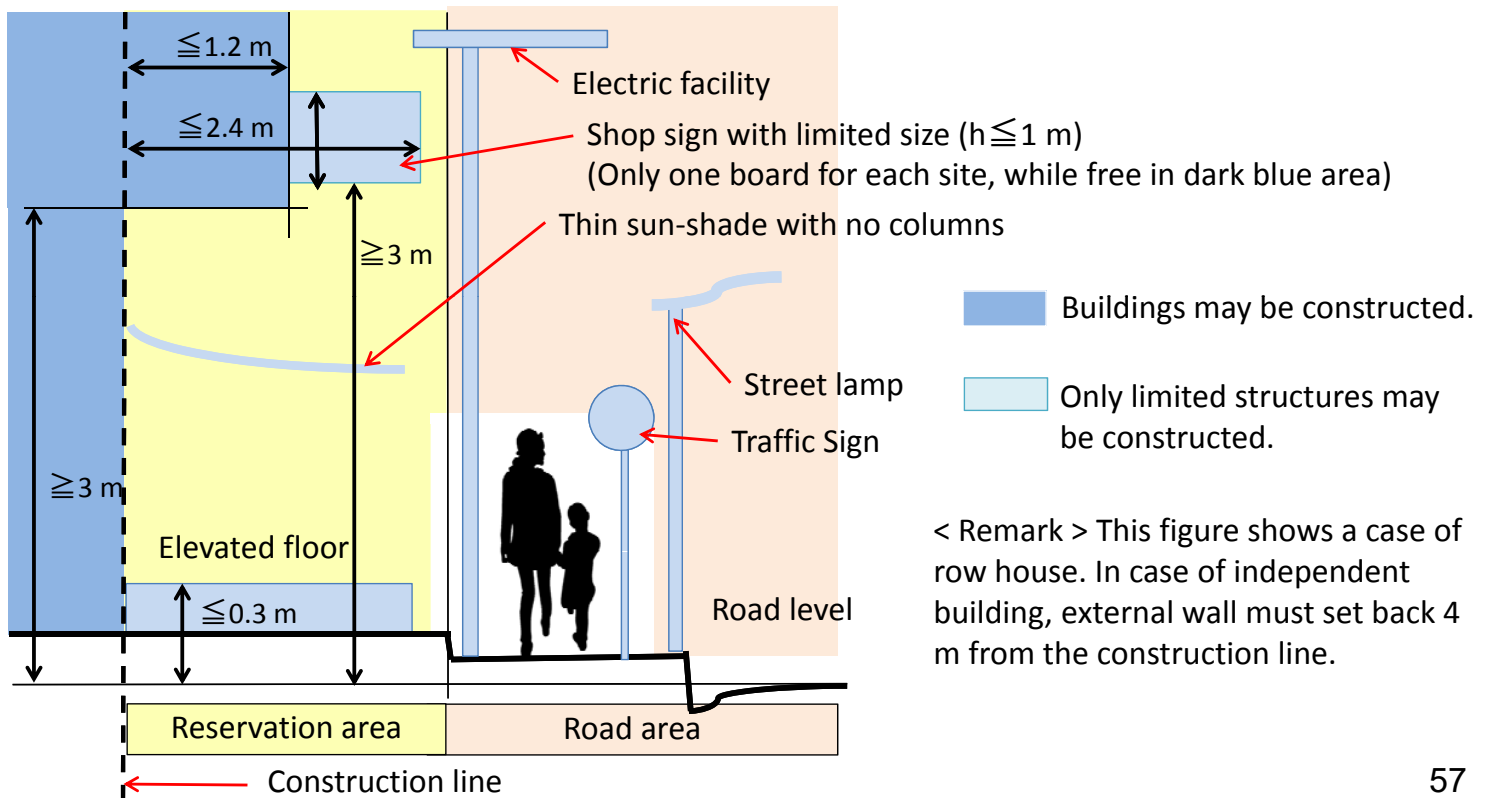 ≦1.2 m
Electric facility
≦2.4 m
Shop sign with limited size (h≦1 m)
(Only one board for each site, while free in dark blue area)
Thin sun-shade with no columns
≧3 m
Buildings may be constructed.
Street lamp
Only limited structures may
be constructed.
Traffic Sign
≧3 m
Elevated floor
≦0.3 m
Road level
< Remark > This figure shows a case of
row house. In case of independent
building, external wall must set back 4
m from the construction line.
Reservation area
Road area
Construction line
57